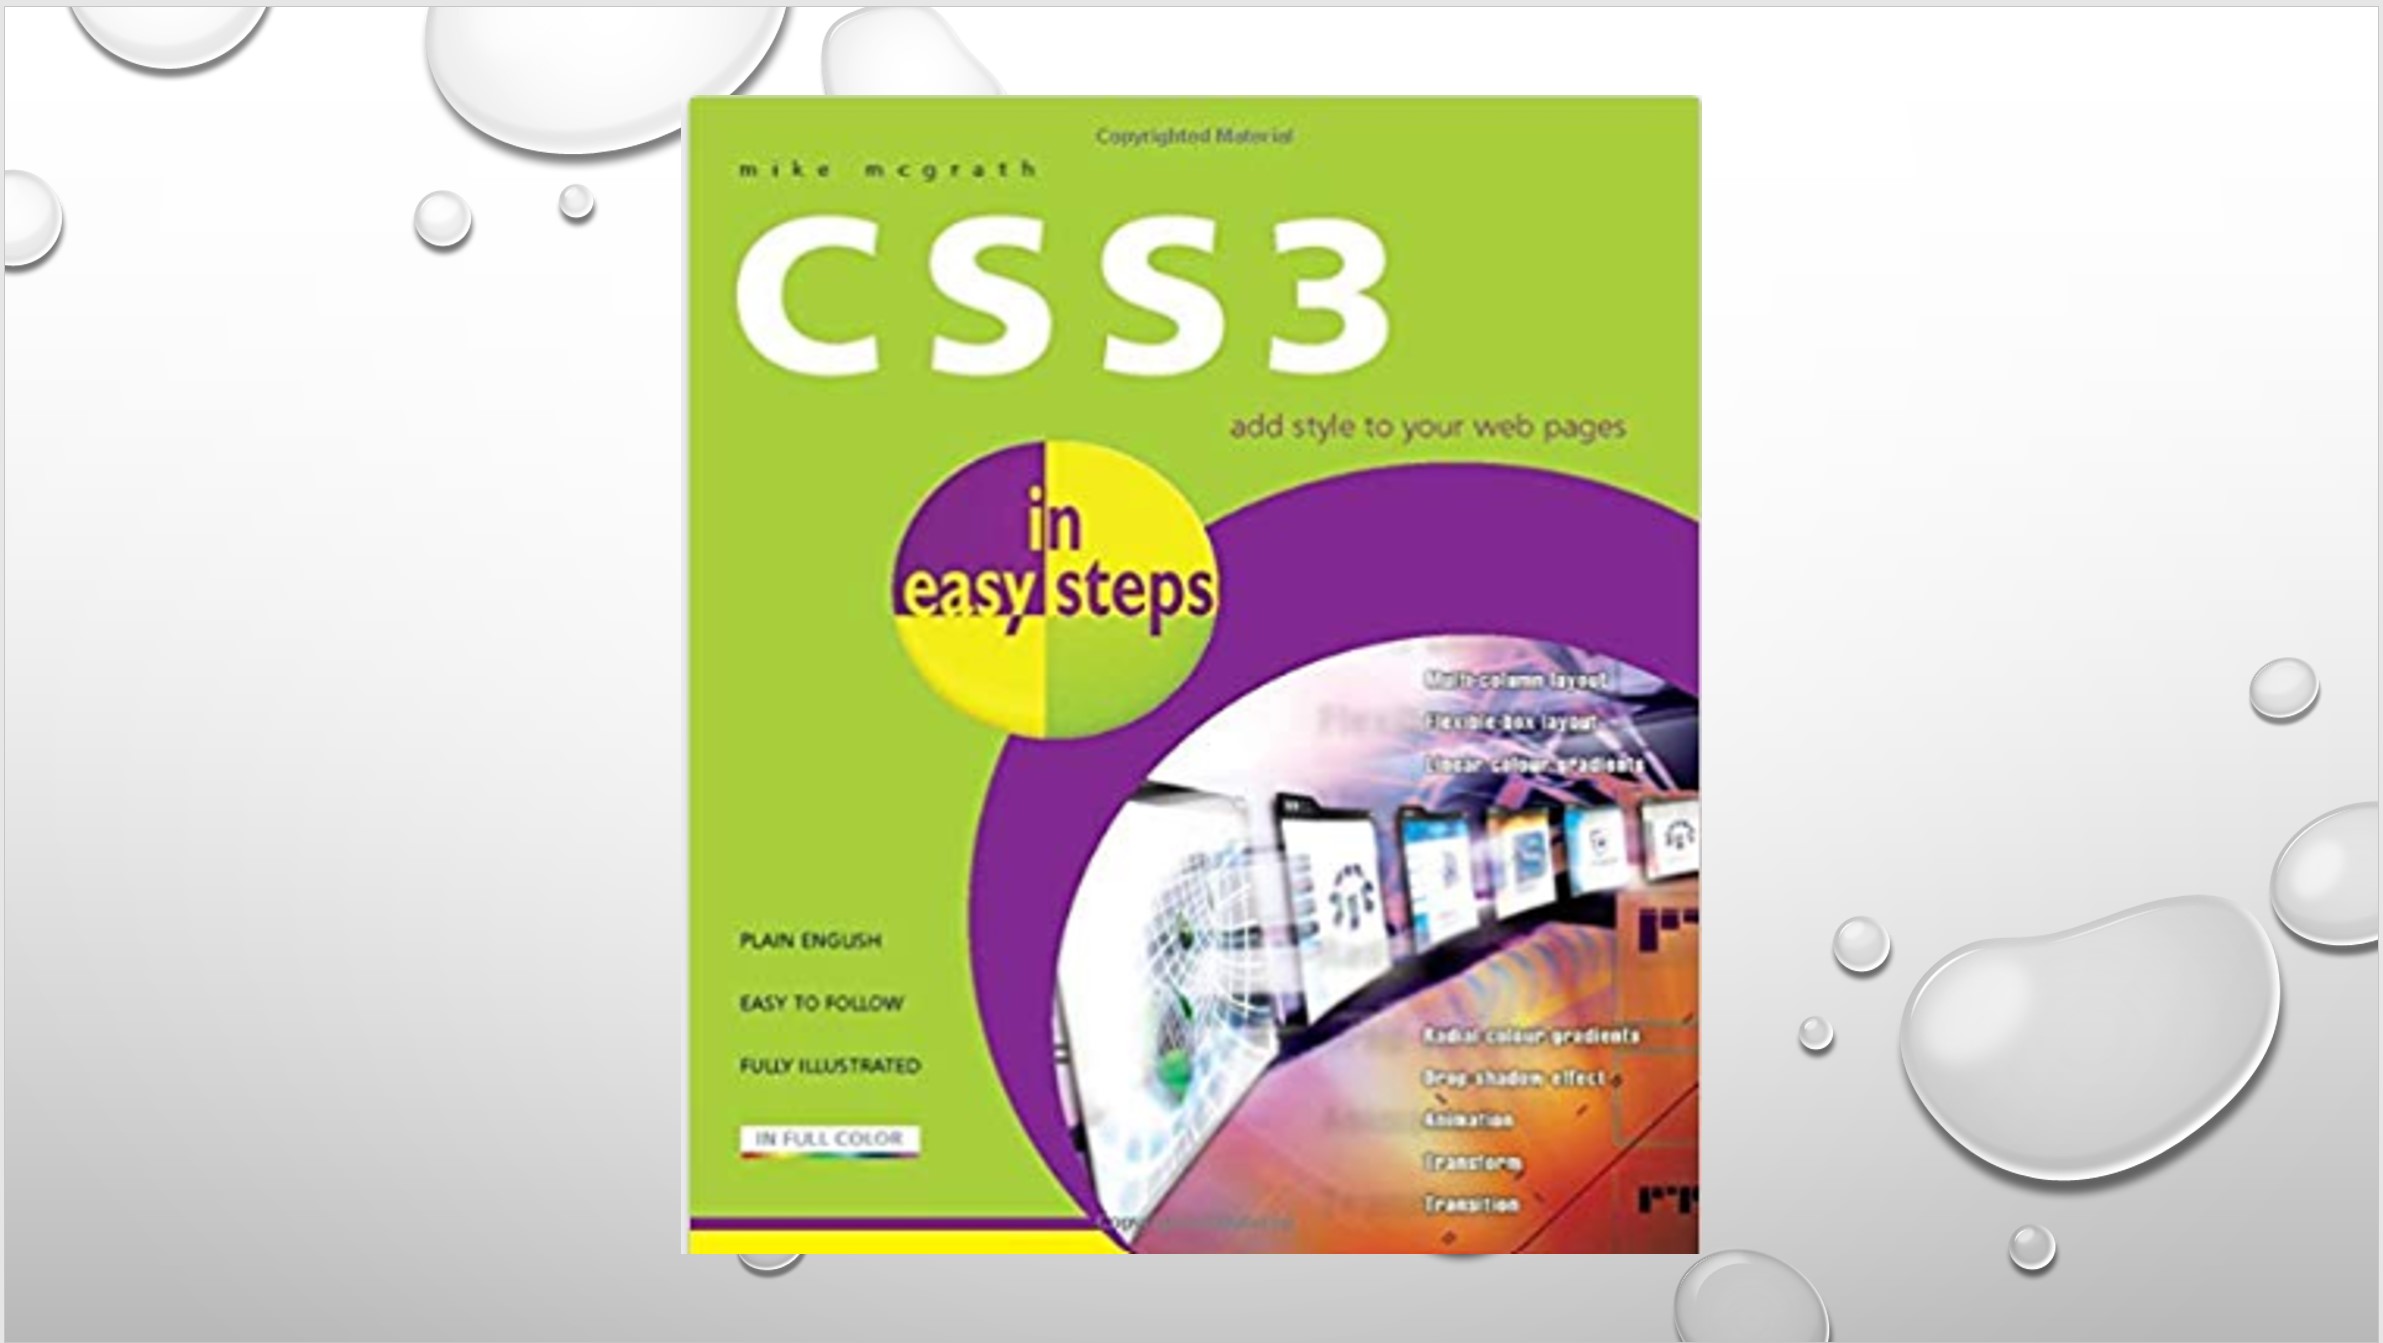 Copyrighted Material
mike mcgrath
CSS3
add style to your web pages
in
easy steps
Multi-column layout
Flexible box layout
Linear colour gradients
PLAIN ENGLISH
EASY TO FOLLOW
FULLY ILLUSTRATED
IN FULL COLOR
Radial colour gradients
Drop shadow effect
Animation
Transform
Transition